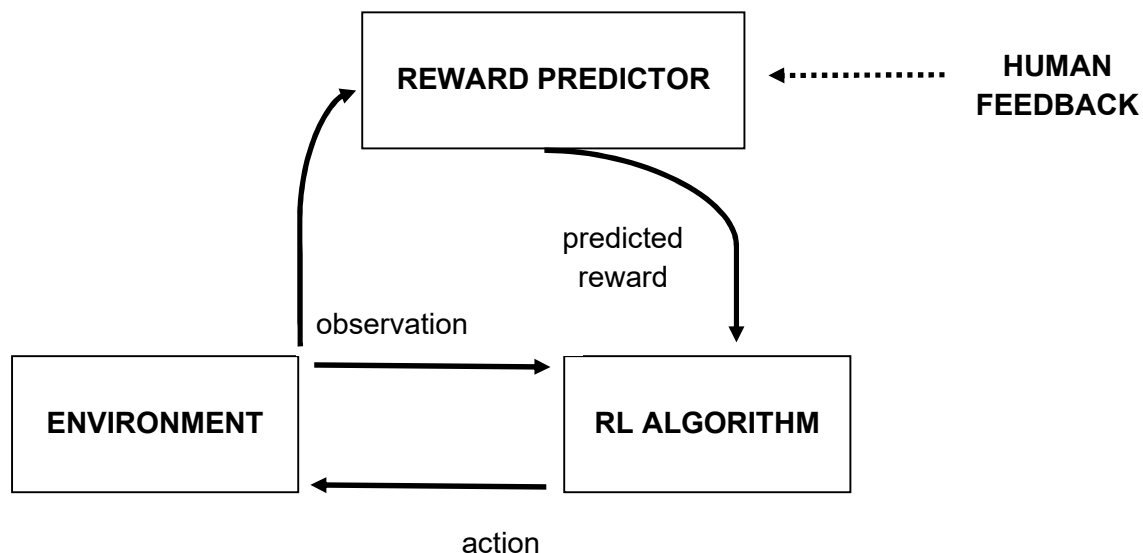 REWARD PREDICTOR
HUMAN
FEEDBACK
predicted
reward
observation
ENVIRONMENT
RL ALGORITHM
action